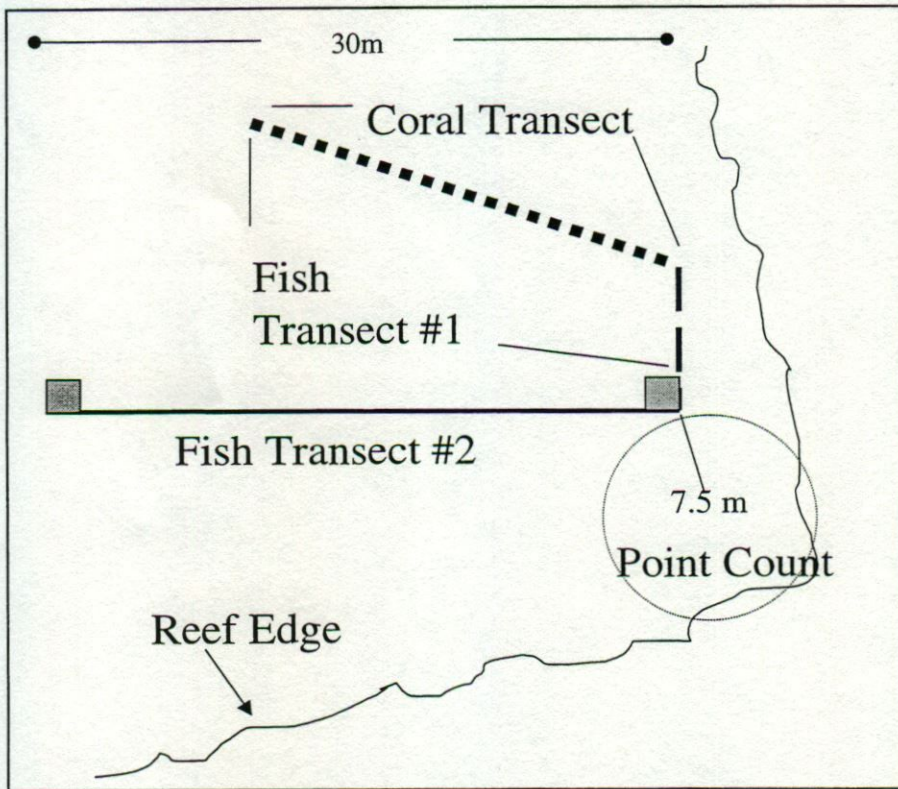 30m
Coral Transect
Fish
Transect #1
Fish Transect #2
7.5 m
Point Count
Reef Edge